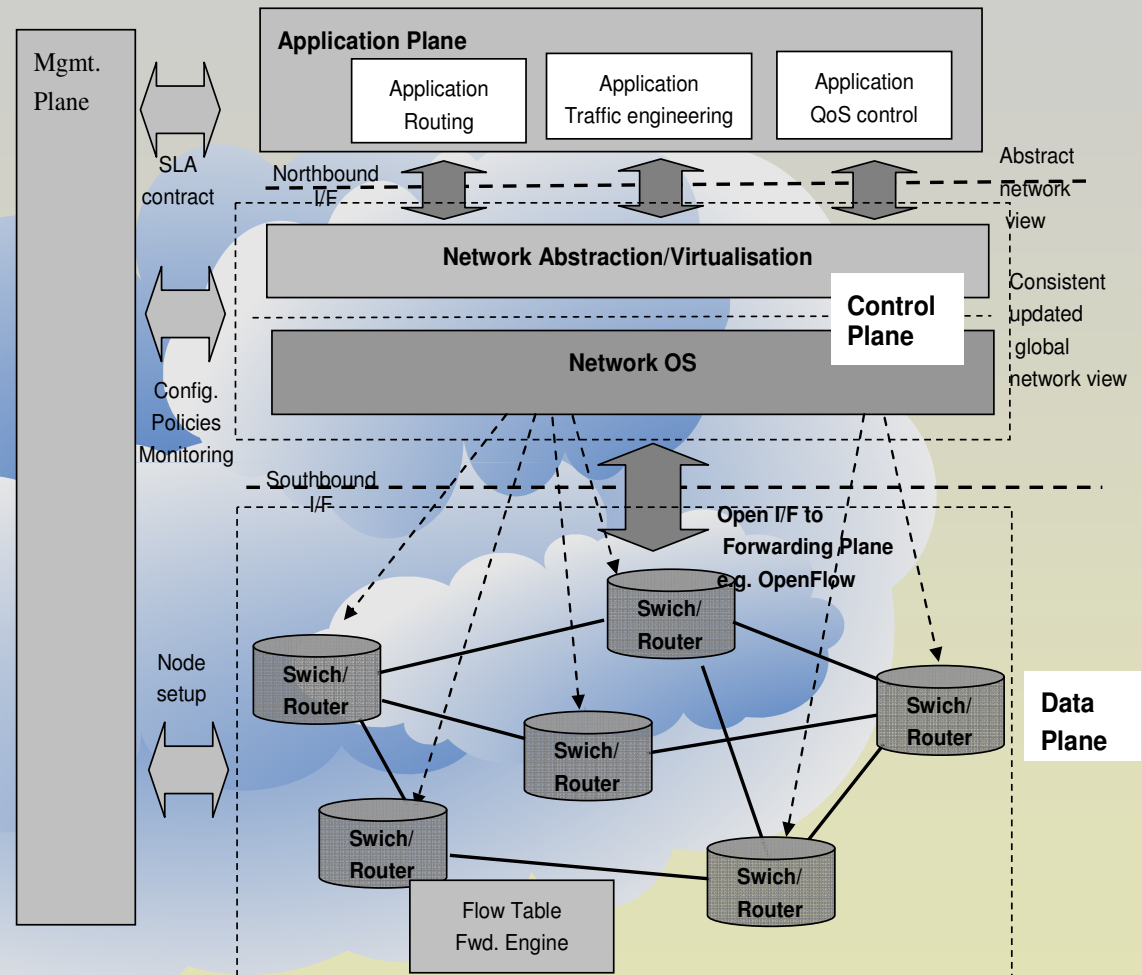 Mgmt.
Plane
Application Plane
Application
Routing
Application
Traffic engineering
Application
QoS control
SLA
contract
Northbound
I/F
Abstract
network
view
Network Abstraction/Virtualisation
Control
Plane
Consistent
updated
global
network view
Network OS
Config.
Policies
Monitoring
Southbound
I/F
Open I/F to
Forwarding Plane
e.g. OpenFlow
Swich/
Router
Node
setup
Swich/
Router
Swich/
Router
Swich/
Router
Data
Plane
Swich/
Router
Swich/
Router
Flow Table
Fwd. Engine